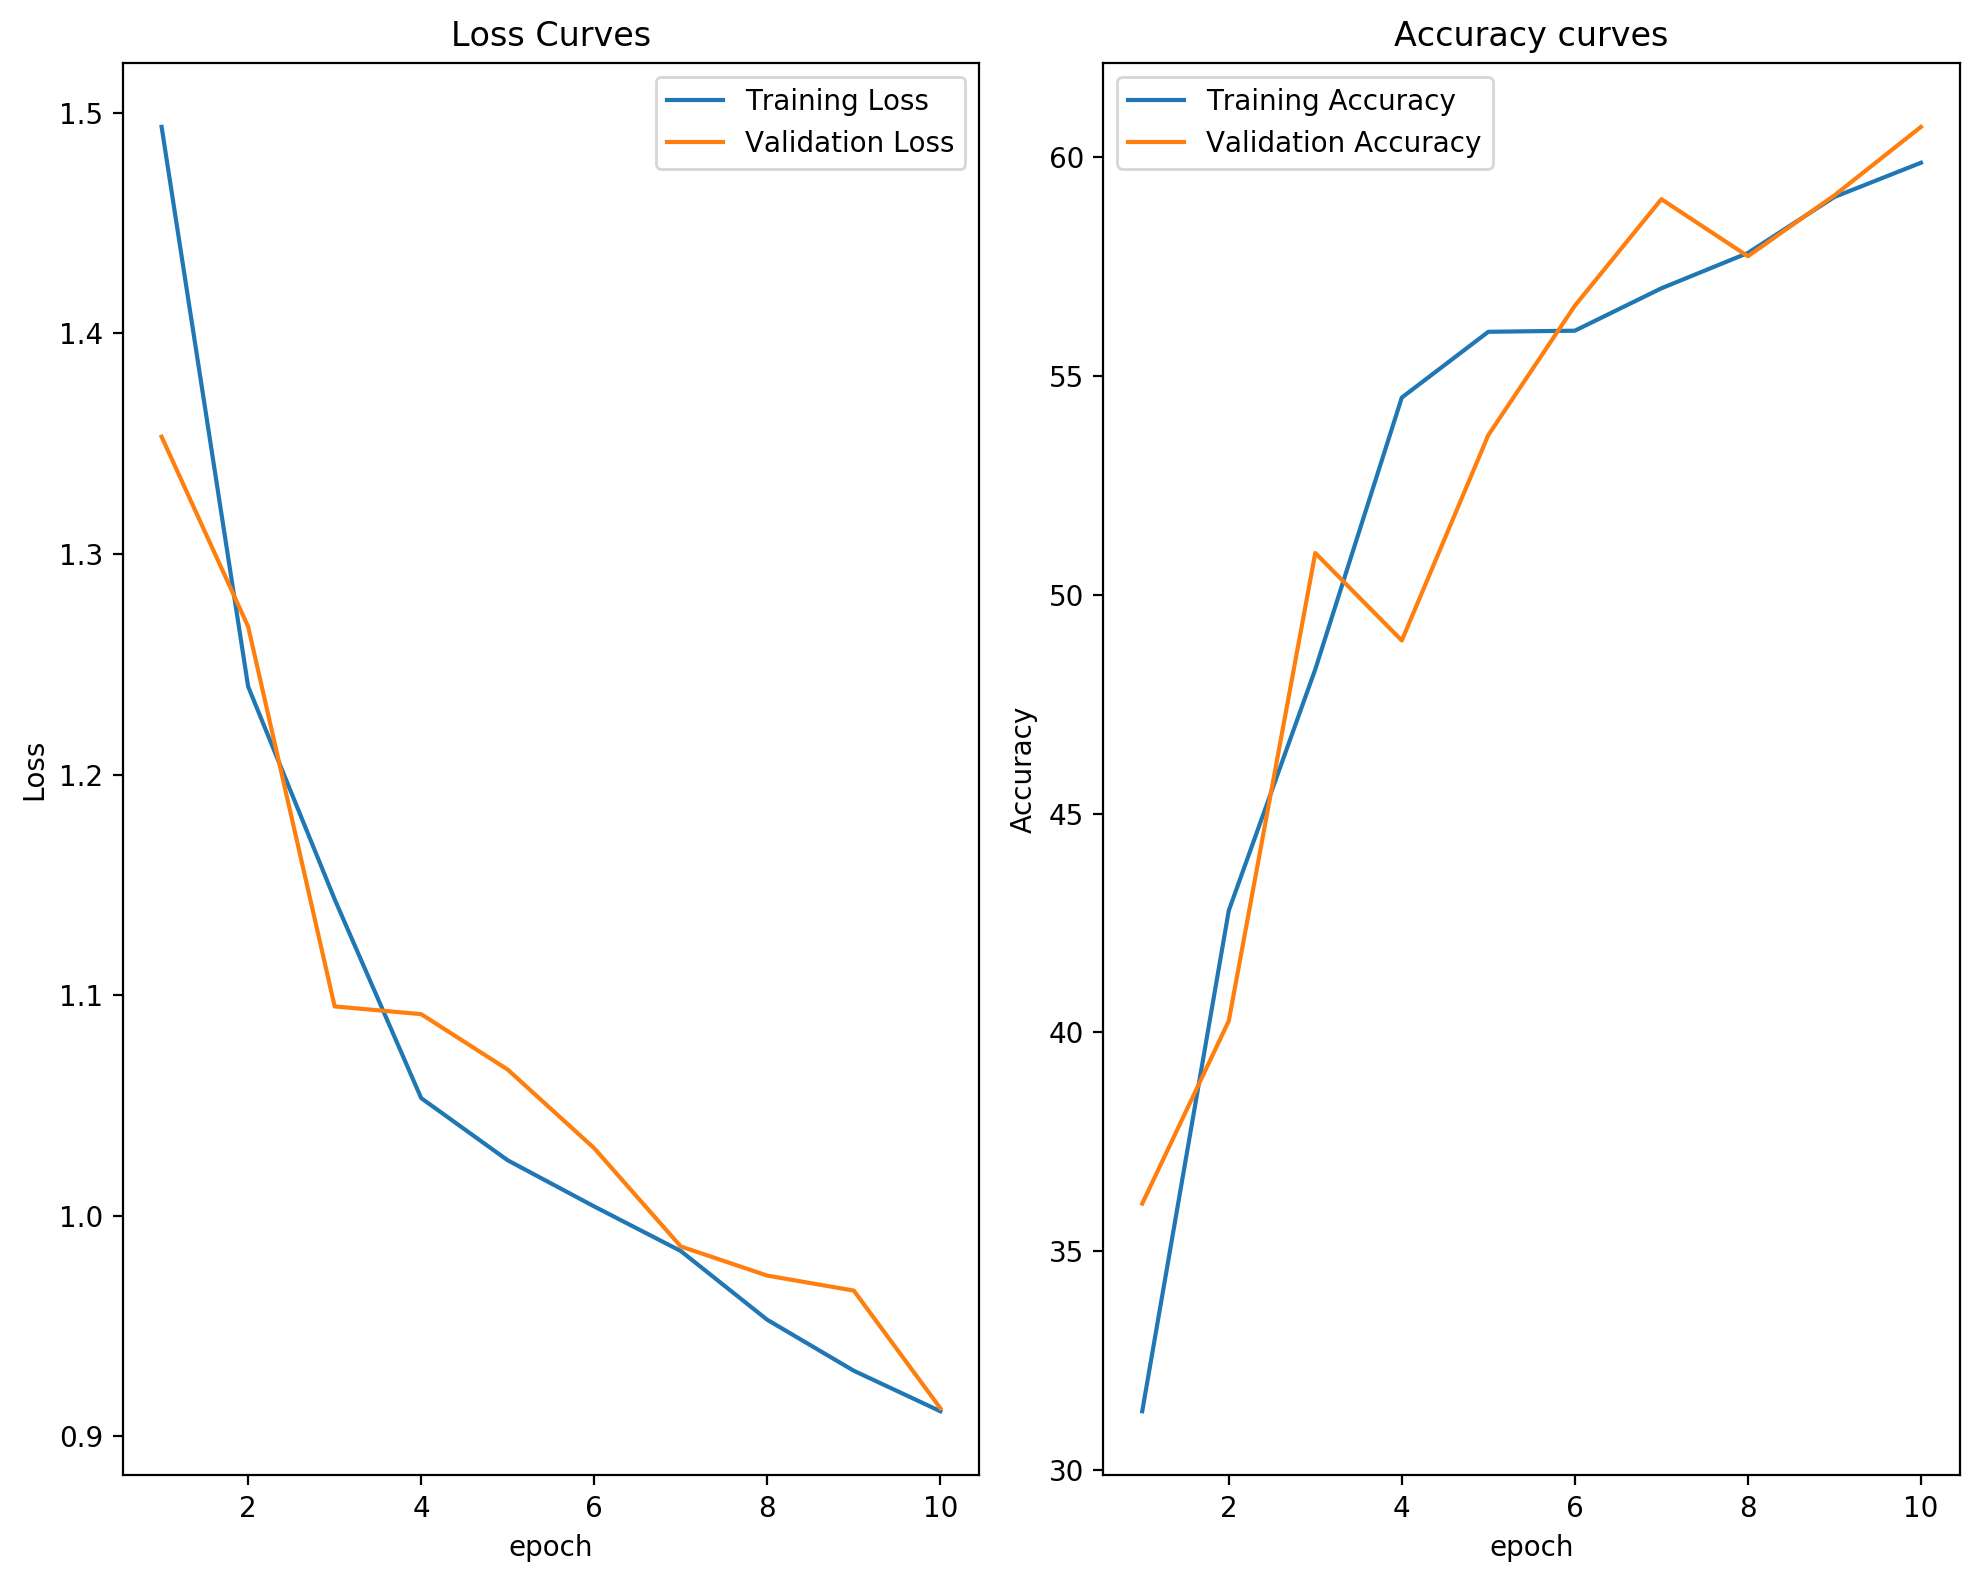 Loss Curves
Training Loss
Validation Loss
1.5
1.4
1.3
1.2
1.1
1.0
0.9
Loss
2 4 6 8 10
epoch
Accuracy curves
Training Accuracy
Validation Accuracy
60
55
50
45
40
35
30
Accuracy
2 4 6 8 10
epoch